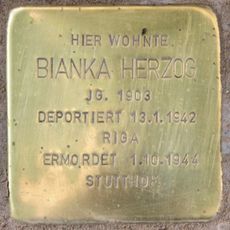 HIER WOHNTE
BIANKA HERZOG
JG. 1903
DEPORTIERT 13.1.1942
RIGA
ERMORDET 1.10.1944
STUTTHOF